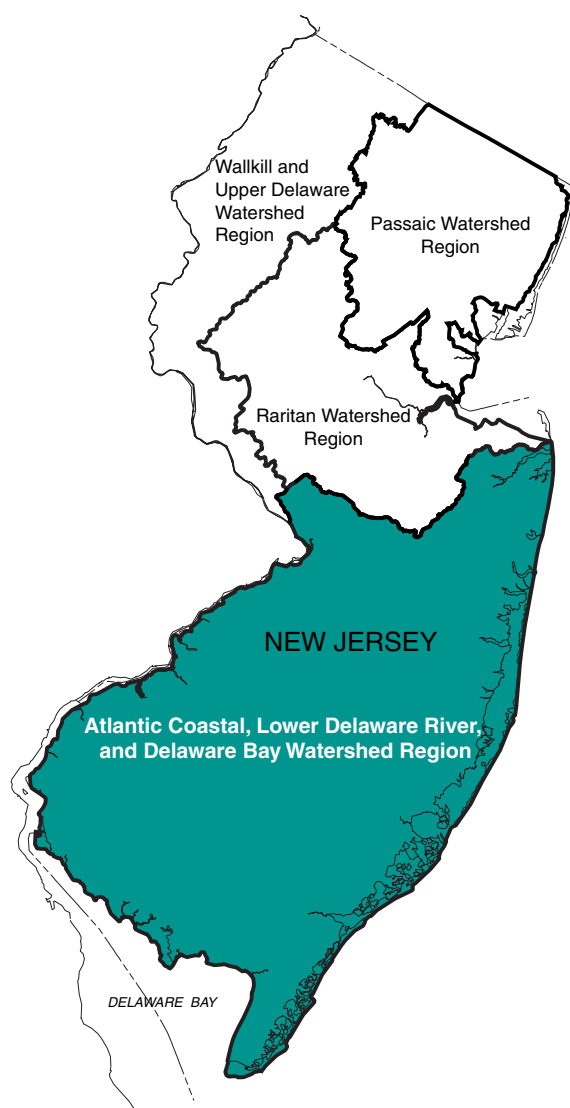 Wallkill and
Upper Delaware
Watershed
Region
Passaic Watershed
Region
Raritan Watershed
Region
NEW JERSEY
Atlantic Coastal, Lower Delaware River,
and Delaware Bay Watershed Region
DELAWARE BAY